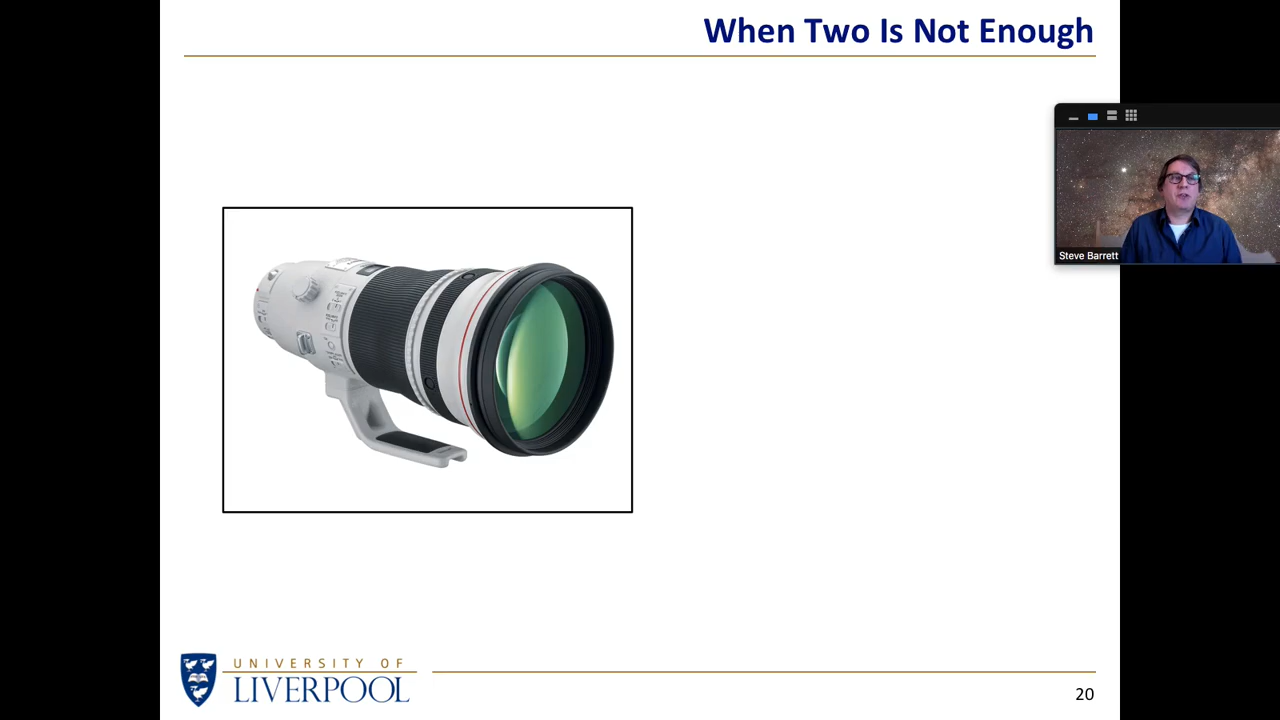 When Two Is Not Enough
Steve Barrett
UNIVERSITY OF
LIVERPOOL
20